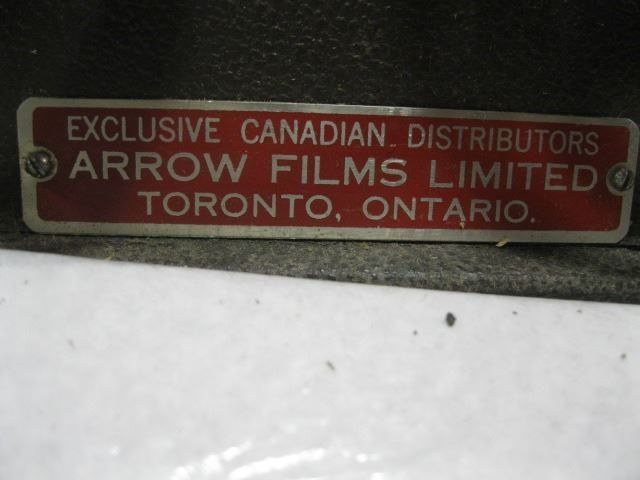 EXCLUSIVE CANADIAN DISTRIBUTORS
ARROW FILMS LIMITED
TORONTO, ONTARIO.